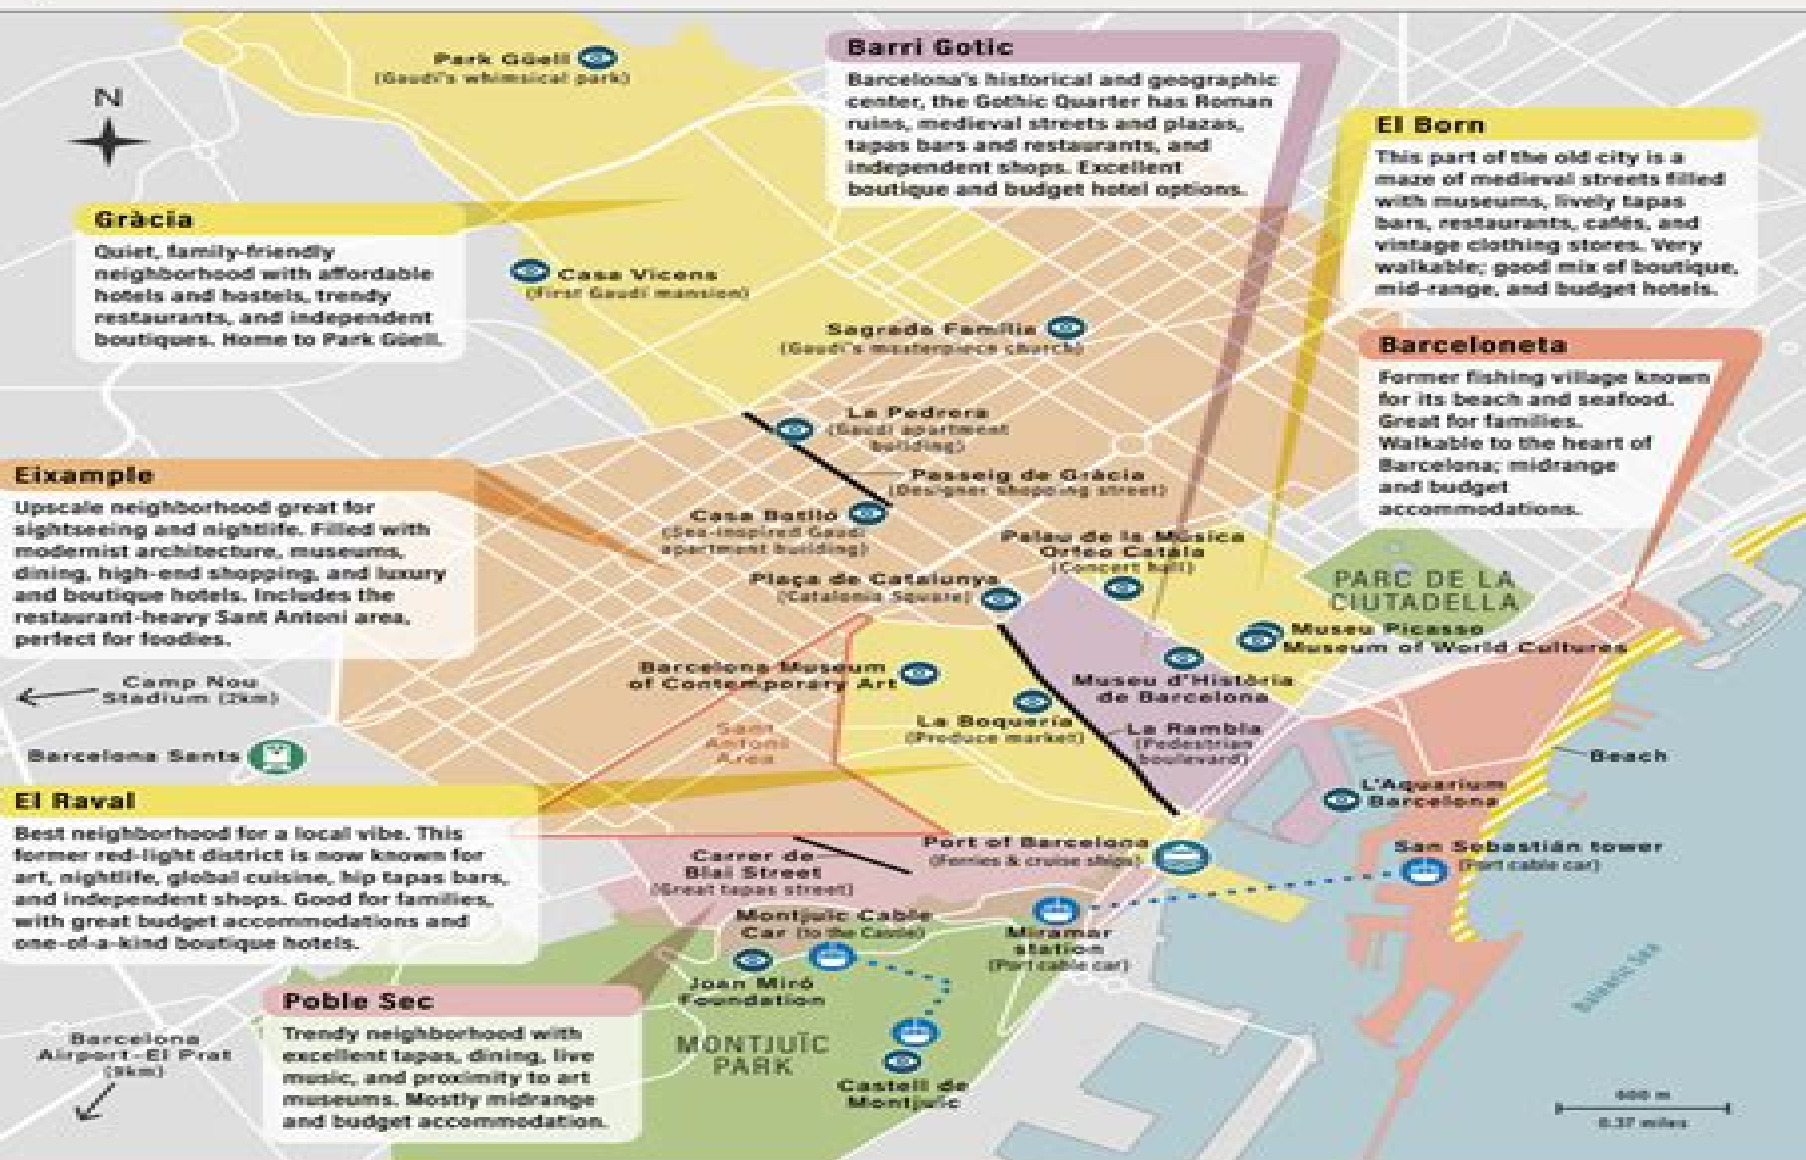 Park Güell
(Gaudí's whimsical park)
N
Barri Gotic
Barcelona's historical and geographic
center, the Gothic Quarter has Roman
ruins, medieval streets and plazas,
tapas bars and restaurants, and
independent shops. Excellent
boutique and budget hotel options.
El Born
This part of the old city is a
maze of medieval streets filled
with museums, lively tapas
bars, restaurants, cafés, and
vintage clothing stores. Very
walkable; good mix of boutique,
mid-range, and budget hotels.
Gràcia
Quiet, family-friendly
neighborhood with affordable
hotels and hostels, trendy
restaurants, and independent
boutiques. Home to Park Güell.
Casa Vicens
(First Gaudí mansion)
Sagrada Família
(Gaudí's masterpiece church)
Barceloneta
Former fishing village known
for its beach and seafood.
Great for families.
Walkable to the heart of
Barcelona; midrange
and budget
accommodations.
La Pedrera
(Gaudí apartment
building)
Passeig de Gràcia
(Designer shopping street)
Eixample
Upscale neighborhood great for
sightseeing and nightlife. Filled with
modernist architecture, museums,
dining, high-end shopping, and luxury
and boutique hotels. Includes the
restaurant-heavy Sant Antoni area,
perfect for foodies.
Casa Batlló
(Sea-inspired Gaudí
apartment building)
Palau de la Música
Orfeo Català
(Concert hall)
Plaça de Catalunya
(Catalonia Square)
PARC DE LA
CIUTADELLA
Museu Picasso
Museum of World Cultures
Barcelona Museum
of Contemporary Art
Museu d'Història
de Barcelona
Camp Nou
Stadium (2km)
La Boquería
(Produce market)
La Rambla
(Pedestrian
boulevard)
Sant
Antoni
Area
Barcelona Sants
Beach
L'Aquarium
Barcelona
El Raval
Best neighborhood for a local vibe. This
former red-light district is now known for
art, nightlife, global cuisine, hip tapas bars,
and independent shops. Good for families,
with great budget accommodations and
one-of-a-kind boutique hotels.
Port of Barcelona
(Ferries & cruise ships)
San Sebastián tower
(Port cable car)
Carrer de
Blai Street
(Great tapas street)
Montjuïc Cable
Car (to the Castle)
Miramar
station
(Port cable car)
Joan Miró
Foundation
Balearic Sea
Poble Sec
Trendy neighborhood with
excellent tapas, dining, live
music, and proximity to art
museums. Mostly midrange
and budget accommodation.
Barcelona
Airport-El Prat
(9km)
MONTJUÏC
PARK
Castell de
Montjuïc
600 m
0.37 miles